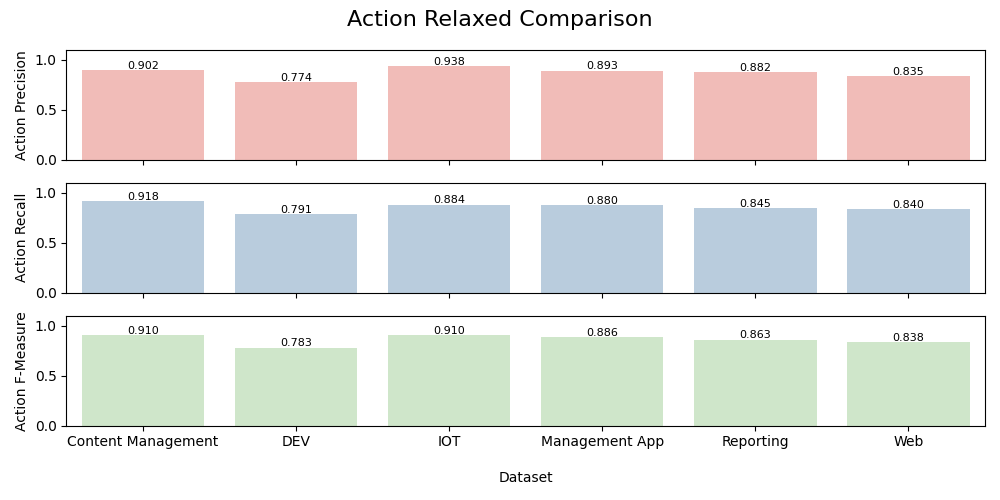 Action Relaxed Comparison
Action Precision
1.0
0.5
0.0
0.902 0.774 0.938 0.893 0.882 0.835
Action Recall
1.0
0.5
0.0
0.918 0.791 0.884 0.880 0.845 0.840
Action F-Measure
1.0
0.5
0.0
0.910 0.783 0.910 0.886 0.863 0.838
Content Management DEV IOT Management App Reporting Web
Dataset